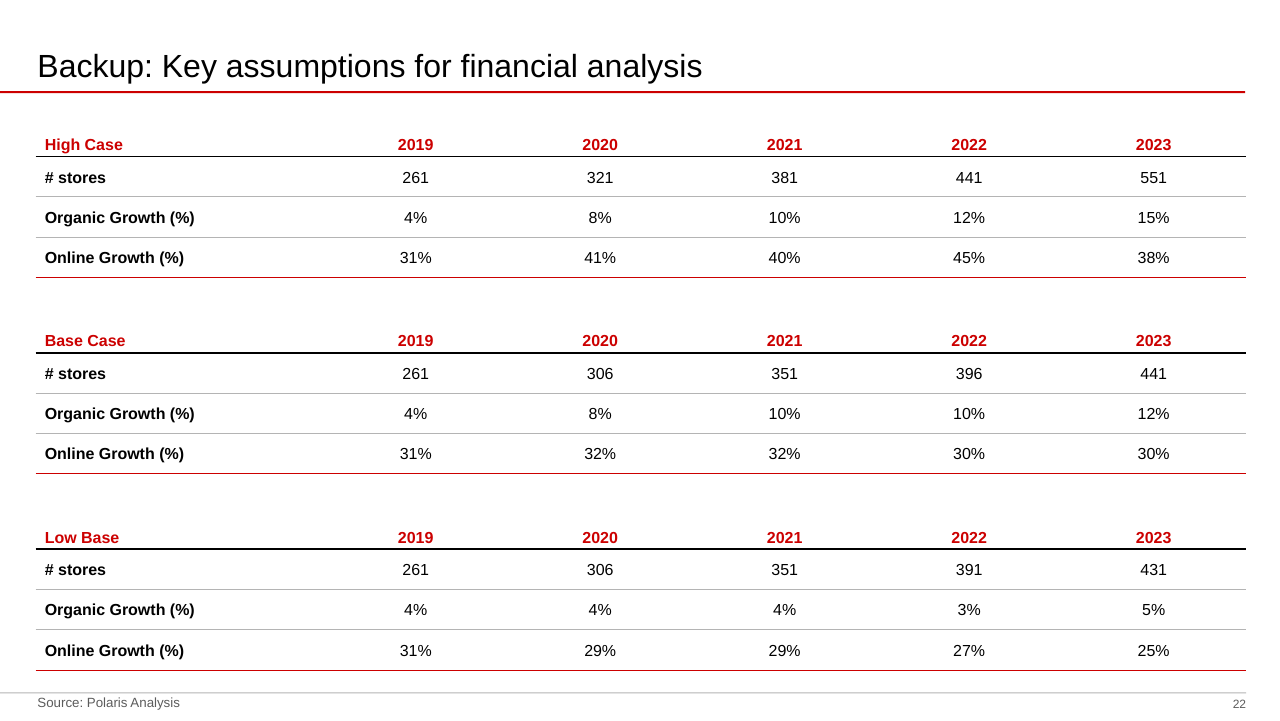 Backup: Key assumptions for financial analysis
High Case 2019 2020 2021 2022 2023
# stores 261 321 381 441 551
Organic Growth (%) 4% 8% 10% 12% 15%
Online Growth (%) 31% 41% 40% 45% 38%
Base Case 2019 2020 2021 2022 2023
# stores 261 306 351 396 441
Organic Growth (%) 4% 8% 10% 10% 12%
Online Growth (%) 31% 32% 32% 30% 30%
Low Base 2019 2020 2021 2022 2023
# stores 261 306 351 391 431
Organic Growth (%) 4% 4% 4% 3% 5%
Online Growth (%) 31% 29% 29% 27% 25%
Source: Polaris Analysis
22